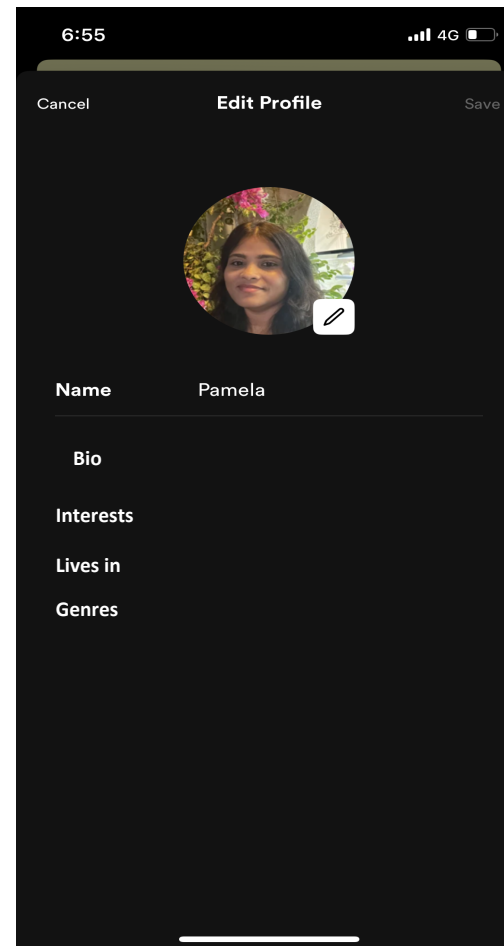 6:55 4G
Cancel Edit Profile Save
Name Pamela
Bio
Interests
Lives in
Genres